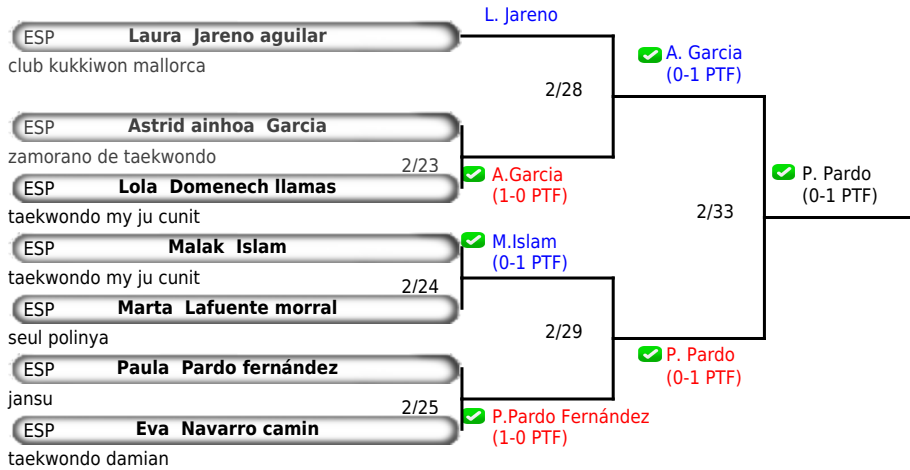 L. Jareno
ESP Laura Jareno aguilar
club kukkiwon mallorca
A. Garcia
(0-1 PTF)
2/28
ESP Astrid ainhoa Garcia
zamorano de taekwondo
2/23
ESP Lola Domenech llamas
A.Garcia
(1-0 PTF)
taekwondo my ju cunit
P. Pardo
(0-1 PTF)
2/33
ESP Malak Islam
M.Islam
(0-1 PTF)
taekwondo my ju cunit
2/24
ESP Marta Lafuente morral
seul polinya
2/29
ESP Paula Pardo fernández
P. Pardo
(0-1 PTF)
jansu
2/25
ESP Eva Navarro camin
P.Pardo Fernández
(1-0 PTF)
taekwondo damian